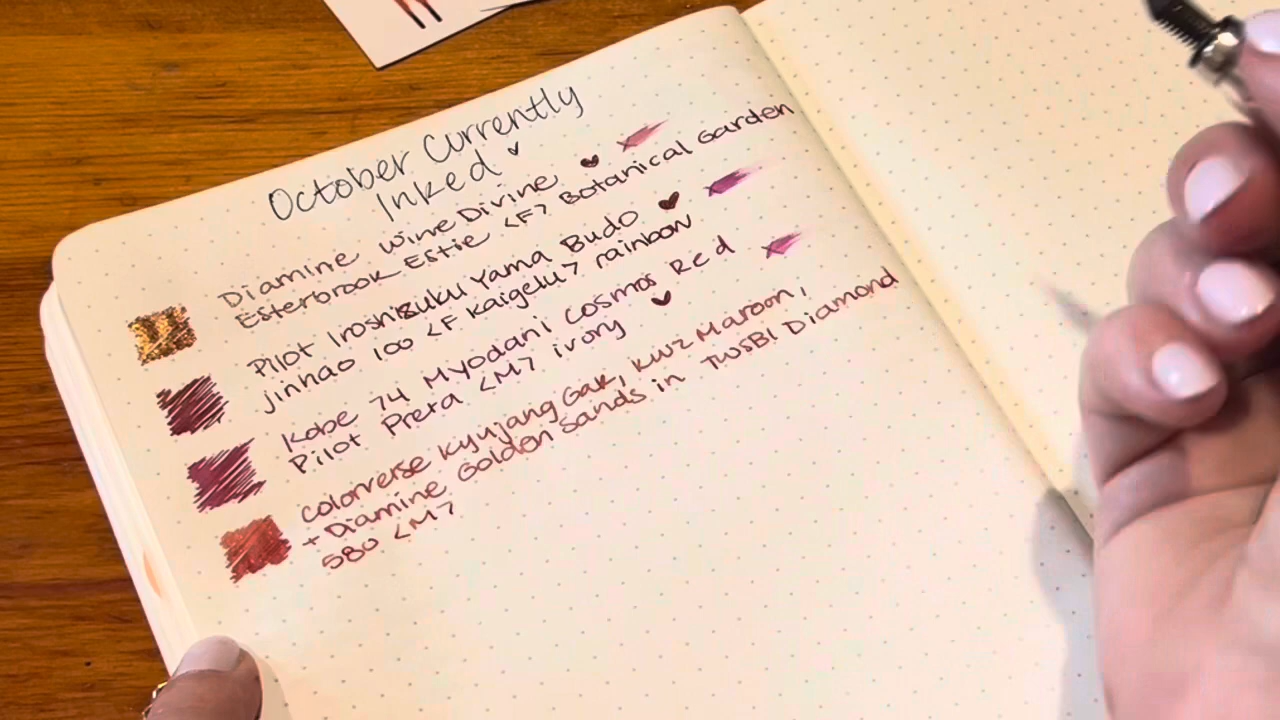 October Currently
Inked
Diamine Wine Divine
Esterbrook Estie <F> Botanical Garden
Pilot Iroshizuku Yama Budo
Jinhao 100 <F Kaigelu> rainbow
Kobe 74 Myodani Cosmos Red
Pilot Prera <M> ivory
Colorverse Kyujang Gak, KWZ Maroon,
+ Diamine Golden Sands in TWSBI Diamond
580 <M>